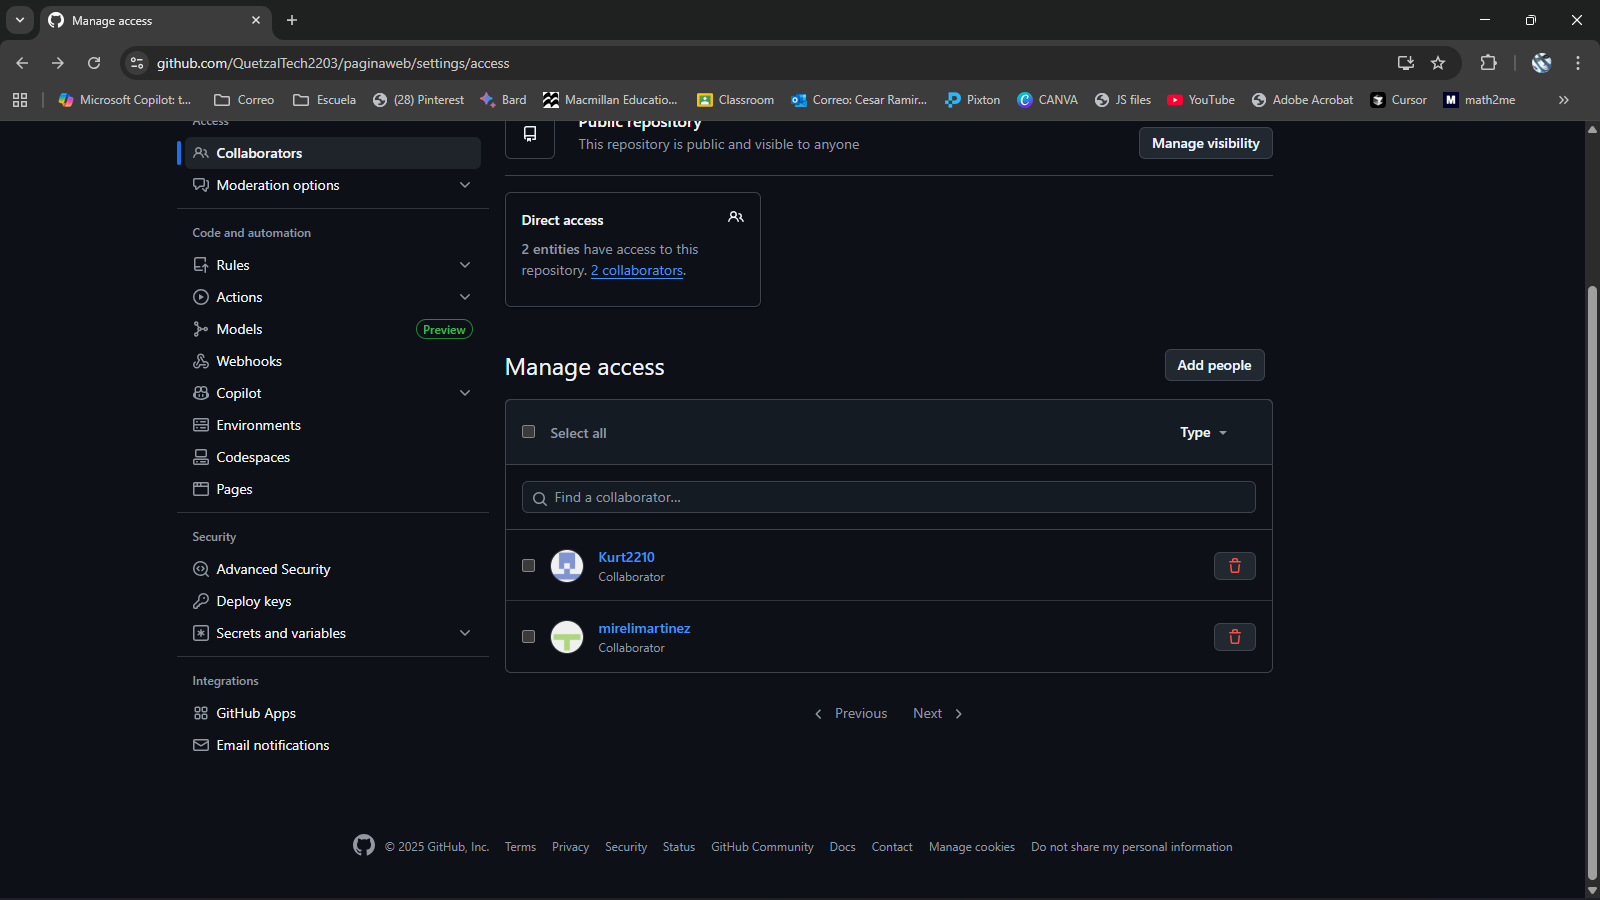 Manage access
github.com/QuetzalTech2203/paginaweb/settings/access
Microsoft Copilot: t...
Correo
Escuela
(28) Pinterest
Bard
Macmillan Educatio...
Classroom
Correo: Cesar Ramir...
Pixton
CANVA
JS files
YouTube
Adobe Acrobat
Cursor
M math2me
Access
Collaborators
Moderation options
Code and automation
Rules
Actions
Models Preview
Webhooks
Copilot
Environments
Codespaces
Pages
Security
Advanced Security
Deploy keys
Secrets and variables
Integrations
GitHub Apps
Email notifications
Public repository
This repository is public and visible to anyone
Manage visibility
Direct access
2 entities have access to this
repository. 2 collaborators.
Manage access
Add people
Select all
Type
Find a collaborator...
Kurt2210
Collaborator
mirelimartinez
Collaborator
Previous Next
© 2025 GitHub, Inc. Terms Privacy Security Status GitHub Community Docs Contact Manage cookies Do not share my personal information